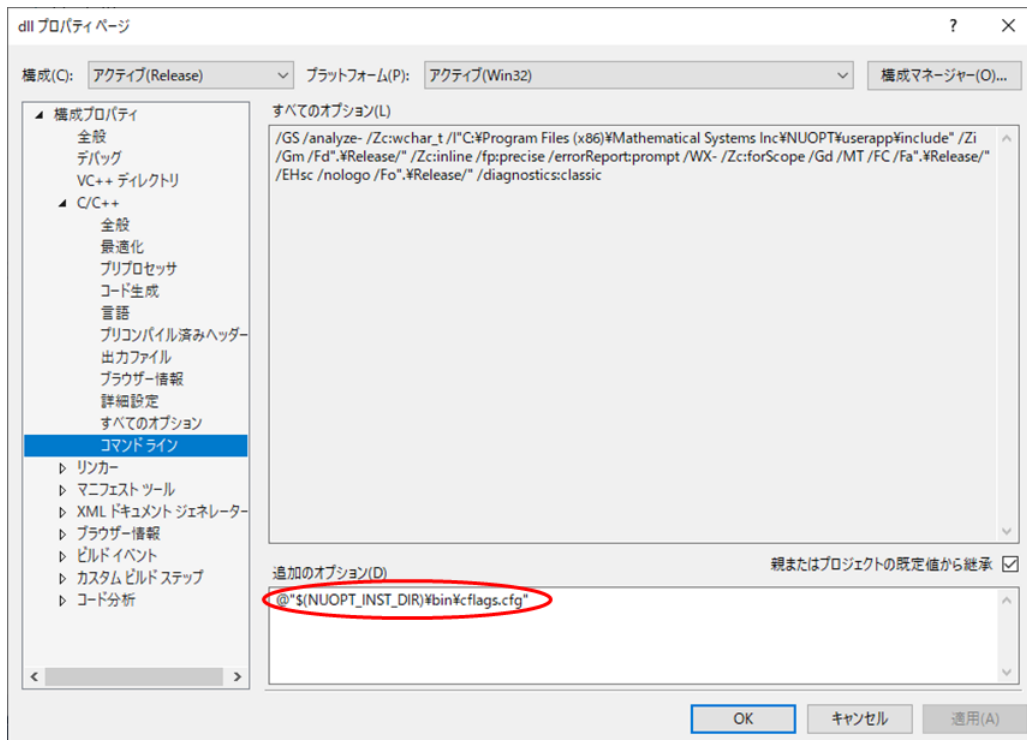 dll プロパティ ページ
? ×
構成(C): アクティブ(Release) プラットフォーム(P): アクティブ(Win32) 構成マネージャー(O)...
構成プロパティ
全般
デバッグ
VC++ ディレクトリ
C/C++
全般
最適化
プリプロセッサ
コード生成
言語
プリコンパイル済みヘッダー
出力ファイル
ブラウザー情報
詳細設定
すべてのオプション
コマンド ライン
リンカー
マニフェスト ツール
XML ドキュメント ジェネレーター
ブラウザー情報
ビルド イベント
カスタム ビルド ステップ
コード分析
すべてのオプション(L)
/GS /analyze- /Zc:wchar_t /I"C:¥Program Files (x86)¥Mathematical Systems Inc¥NUOPT¥userapp¥include" /Zi
/Gm /Fd".¥Release/" /Zc:inline /fp:precise /errorReport:prompt /WX- /Zc:forScope /Gd /MT /FC /Fa".¥Release/"
/EHsc /nologo /Fo".¥Release/" /diagnostics:classic
追加のオプション(D) 親またはプロジェクトの既定値から継承
@"$(NUOPT_INST_DIR)¥bin¥cflags.cfg"
OK キャンセル 適用(A)